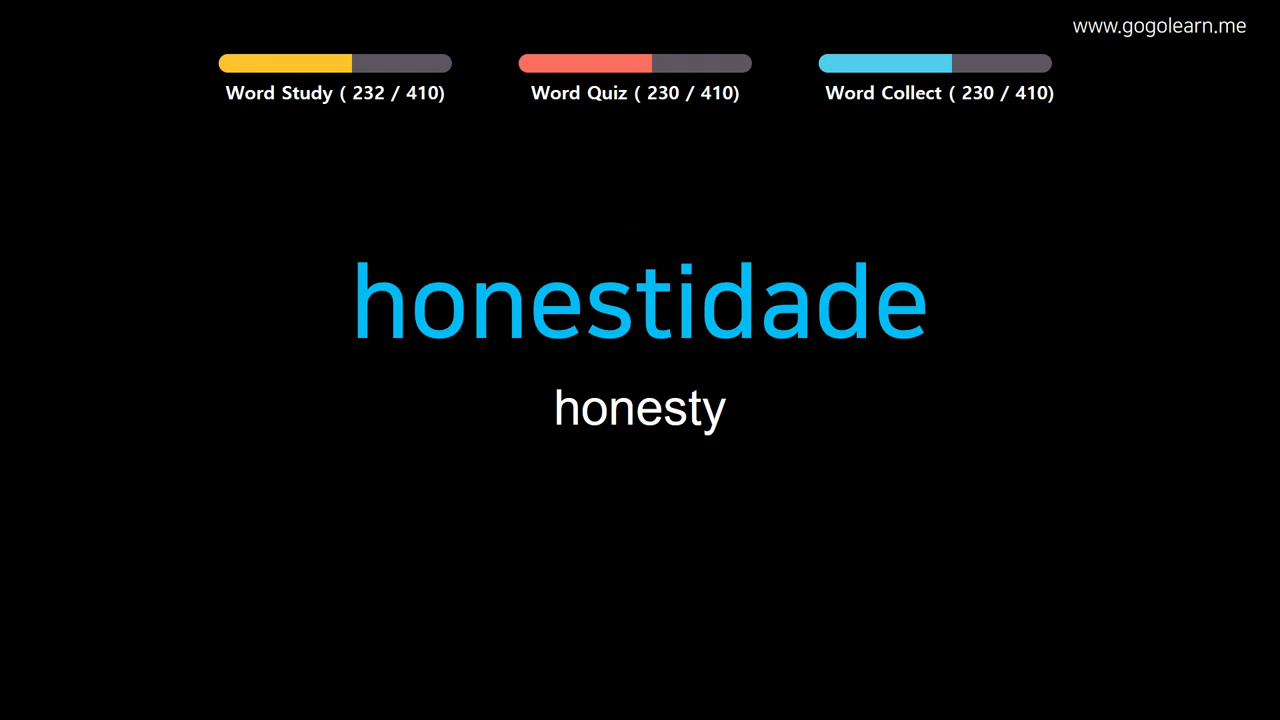 www.gogolearn.me
Word Study ( 232 / 410)
Word Quiz ( 230 / 410)
Word Collect ( 230 / 410)
honestidade
honesty